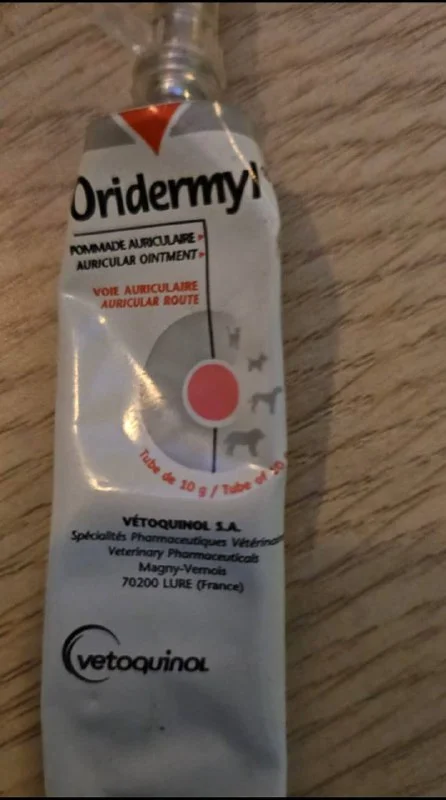 Oridermyl
POMMADE AURICULAIRE
AURICULAR OINTMENT
VOIE AURICULAIRE
AURICULAR ROUTE
Tube de 10 g / Tube of 10
VÉTOQUINOL S.A.
Spécialités Pharmaceutiques
Veterinary Pharmaceuticals
Magny-Vernois
70200 LURE (France)
vetoquinol